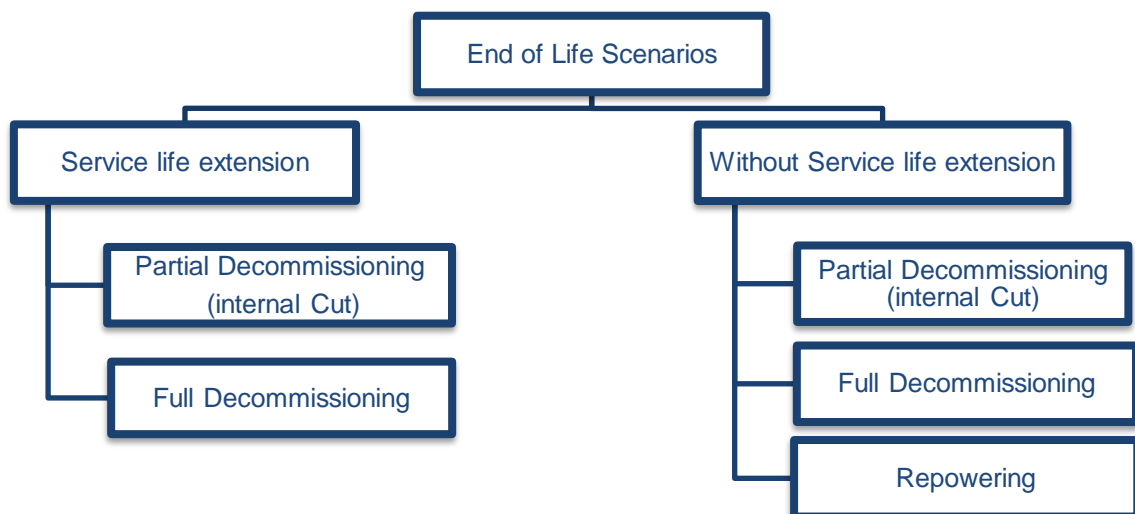 End of Life Scenarios
Service life extension
Without Service life extension
Partial Decommissioning
(internal Cut)
Full Decommissioning
Partial Decommissioning
(internal Cut)
Full Decommissioning
Repowering